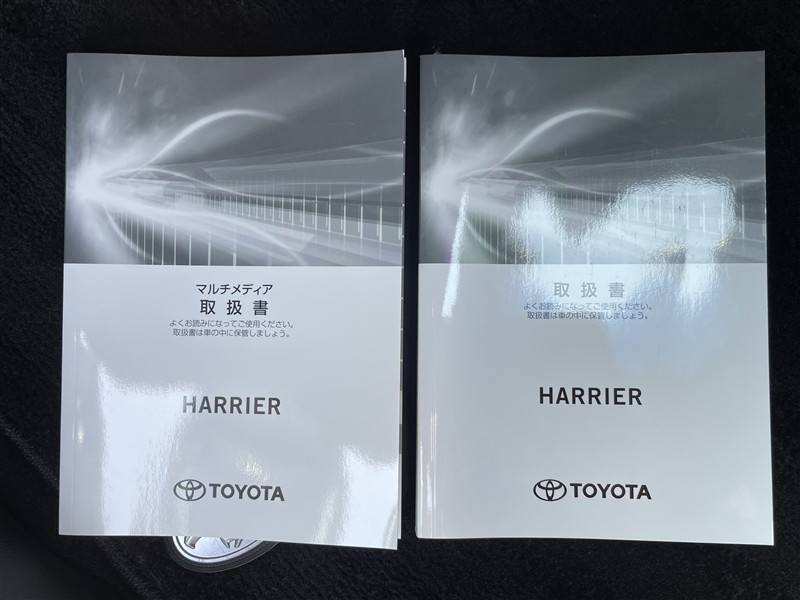 マルチメディア
取扱書
よくお読みになってご使用ください。
取扱書は車の中に保管しましょう。
HARRIER
TOYOTA
取扱書
よくお読みになってご使用ください。
取扱書は車の中に保管しましょう。
HARRIER
TOYOTA